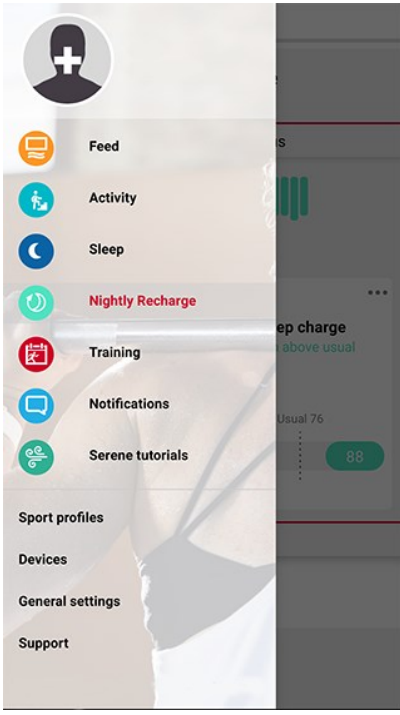 Feed
s
Activity
Sleep
Nightly Recharge
ep charge
above usual
Training
Notifications
Usual 76
Serene tutorials
88
Sport profiles
Devices
General settings
Support